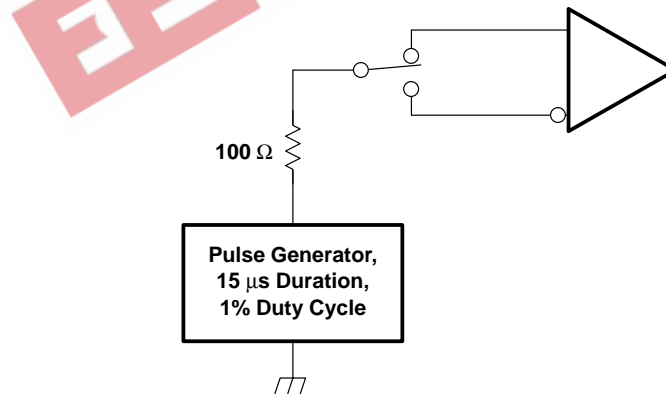 100 Ω
Pulse Generator,
15 μs Duration,
1% Duty Cycle